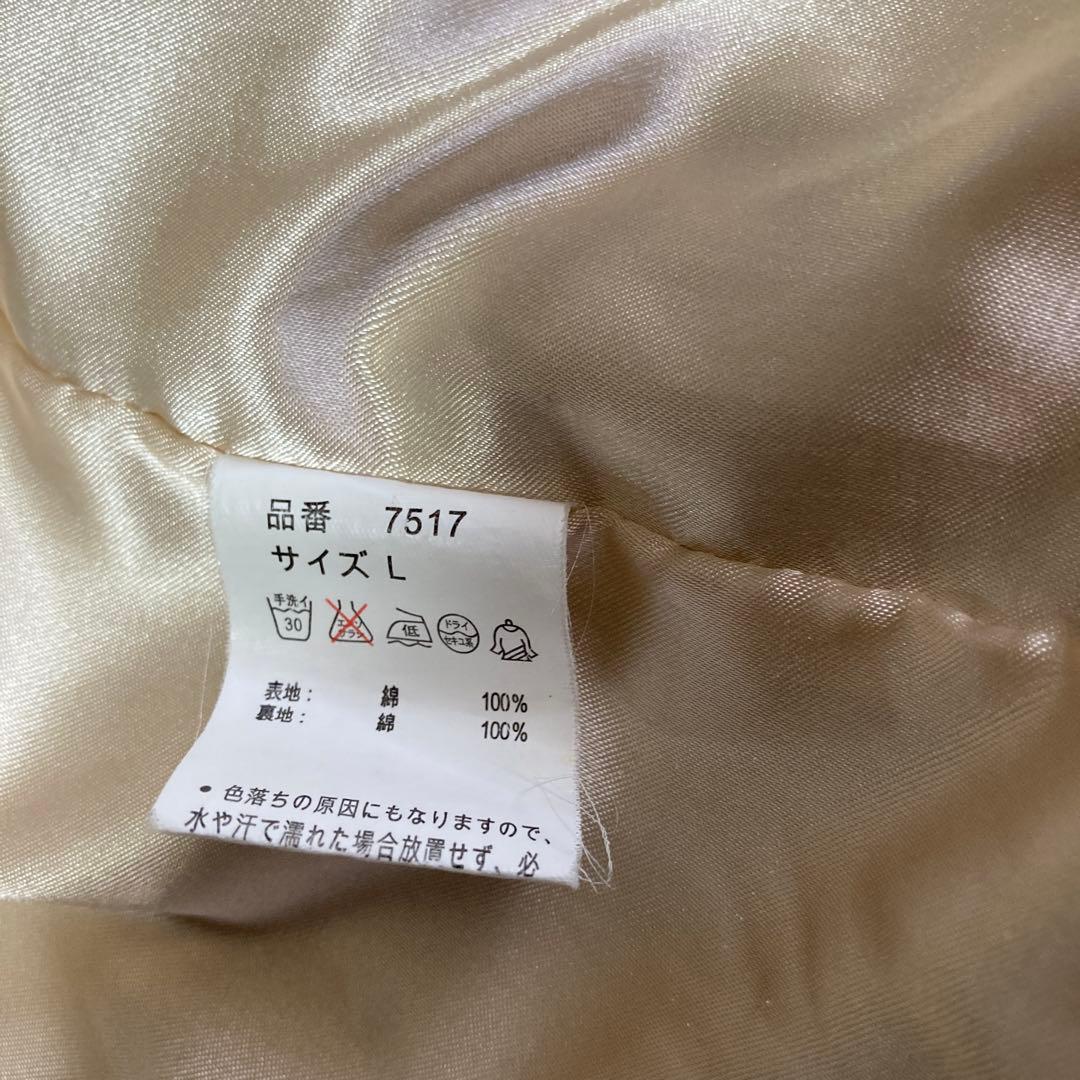 品番 7517
サイズ L
手洗イ 30 エンソサラシ 低 ドライ セキユ系
表地: 綿 100%
裏地: 綿 100%
• 色落ちの原因にもなりますので、
水や汗で濡れた場合放置せず、必